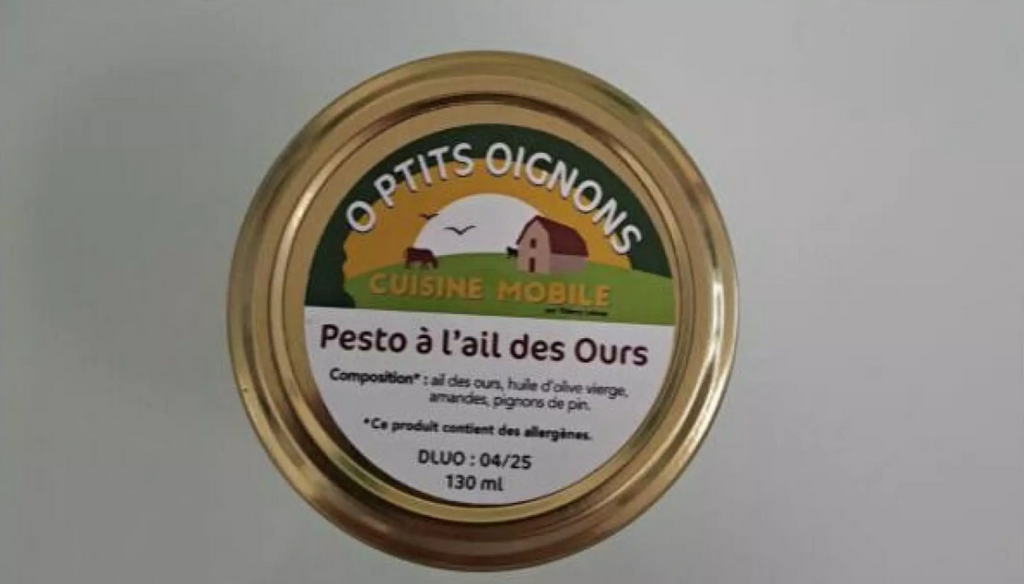 O PTITS OIGNONS
CUISINE MOBILE
Pesto à l'ail des Ours
Composition* : ail des ours, huile d'olive vierge,
amandes, pignons de pin.
*Ce produit contient des allergènes.
DLUO : 04/25
130 ml